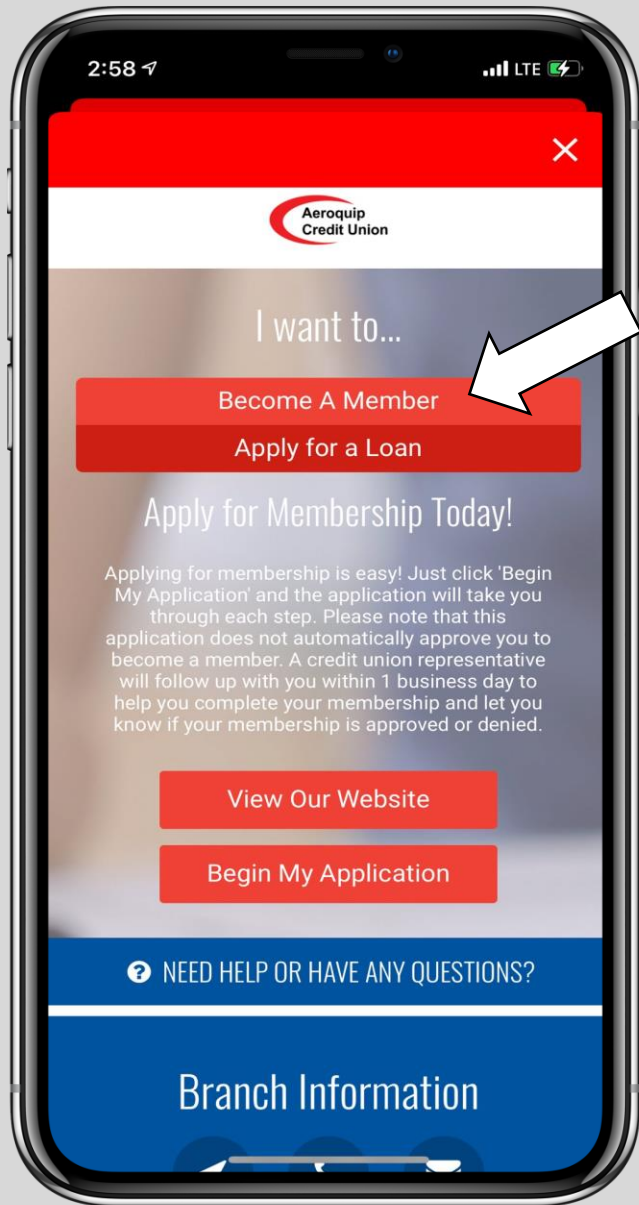 2:58
LTE
Aeroquip
Credit Union
I want to...
Become A Member
Apply for a Loan
Apply for Membership Today!
Applying for membership is easy! Just click 'Begin
My Application' and the application will take you
through each step. Please note that this
application does not automatically approve you to
become a member. A credit union representative
will follow up with you within 1 business day to
help you complete your membership and let you
know if your membership is approved or denied.
View Our Website
Begin My Application
NEED HELP OR HAVE ANY QUESTIONS?
Branch Information